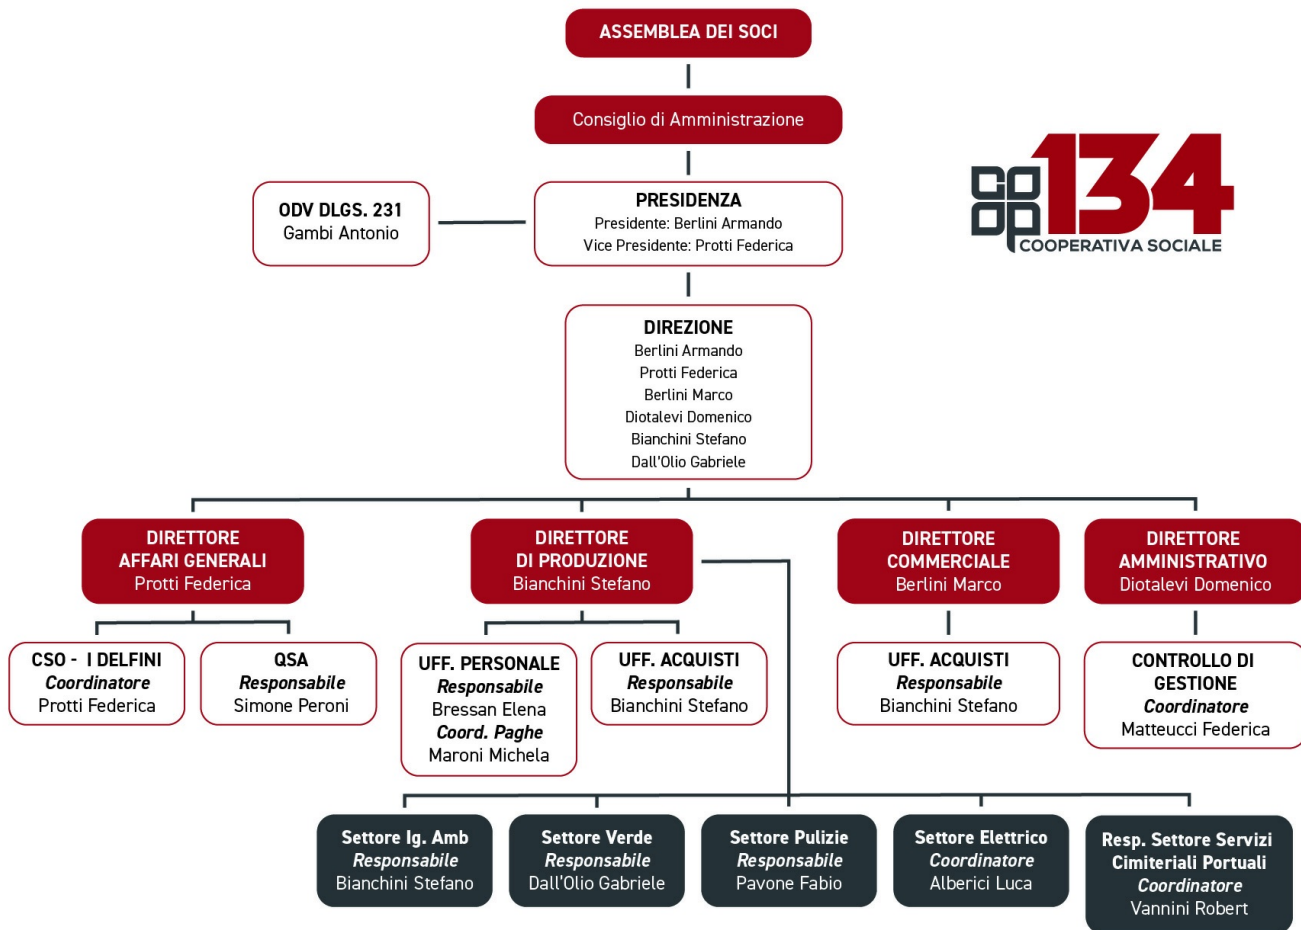 ASSEMBLEA DEI SOCI
Consiglio di Amministrazione
COOP 134
COOPERATIVA SOCIALE
ODV DLGS. 231
Gambi Antonio
PRESIDENZA
Presidente: Berlini Armando
Vice Presidente: Protti Federica
DIREZIONE
Berlini Armando
Protti Federica
Berlini Marco
Diotalevi Domenico
Bianchini Stefano
Dall'Olio Gabriele
DIRETTORE
AFFARI GENERALI
Protti Federica
DIRETTORE
DI PRODUZIONE
Bianchini Stefano
DIRETTORE
COMMERCIALE
Berlini Marco
DIRETTORE
AMMINISTRATIVO
Diotalevi Domenico
CSO - I DELFINI
Coordinatore
Protti Federica
QSA
Responsabile
Simone Peroni
UFF. PERSONALE
Responsabile
Bressan Elena
Coord. Paghe
Maroni Michela
UFF. ACQUISTI
Responsabile
Bianchini Stefano
UFF. ACQUISTI
Responsabile
Bianchini Stefano
CONTROLLO DI
GESTIONE
Coordinatore
Matteucci Federica
Settore Ig. Amb
Responsabile
Bianchini Stefano
Settore Verde
Responsabile
Dall'Olio Gabriele
Settore Pulizie
Responsabile
Pavone Fabio
Settore Elettrico
Coordinatore
Alberici Luca
Resp. Settore Servizi
Cimiteriali Portuali
Coordinatore
Vannini Robert